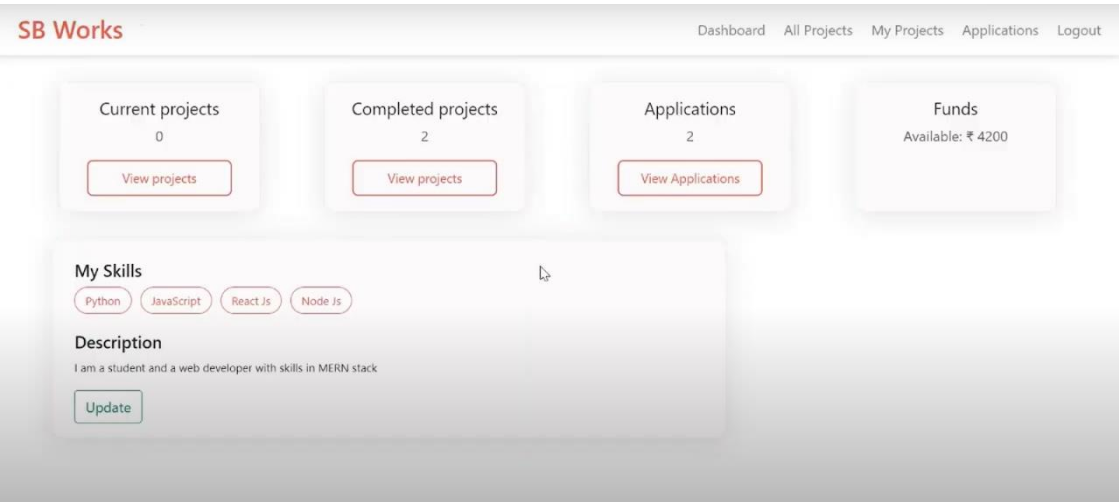 SB Works
Dashboard All Projects My Projects Applications Logout
Current projects
0
View projects
Completed projects
2
View projects
Applications
2
View Applications
Funds
Available: ₹ 4200
My Skills
Python JavaScript React Js Node Js
Description
I am a student and a web developer with skills in MERN stack
Update